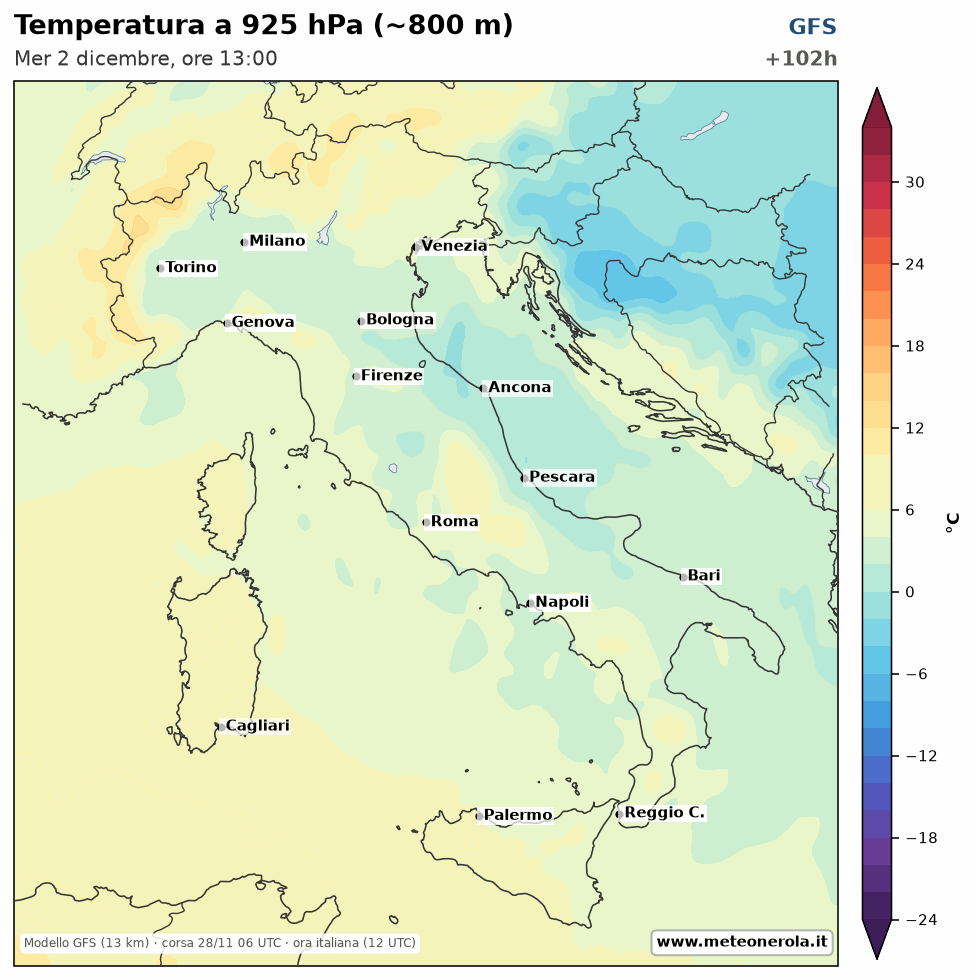 Temperatura a 925 hPa (~800 m)
GFS
Mer 2 dicembre, ore 13:00
+102h
Milano
Venezia
Torino
Genova
Bologna
Firenze
Ancona
Pescara
Roma
Bari
Napoli
Cagliari
Palermo
Reggio C.
30
24
18
12
6
0
−6
−12
−18
−24
°C
Modello GFS (13 km) · corsa 28/11 06 UTC · ora italiana (12 UTC)
www.meteonerola.it